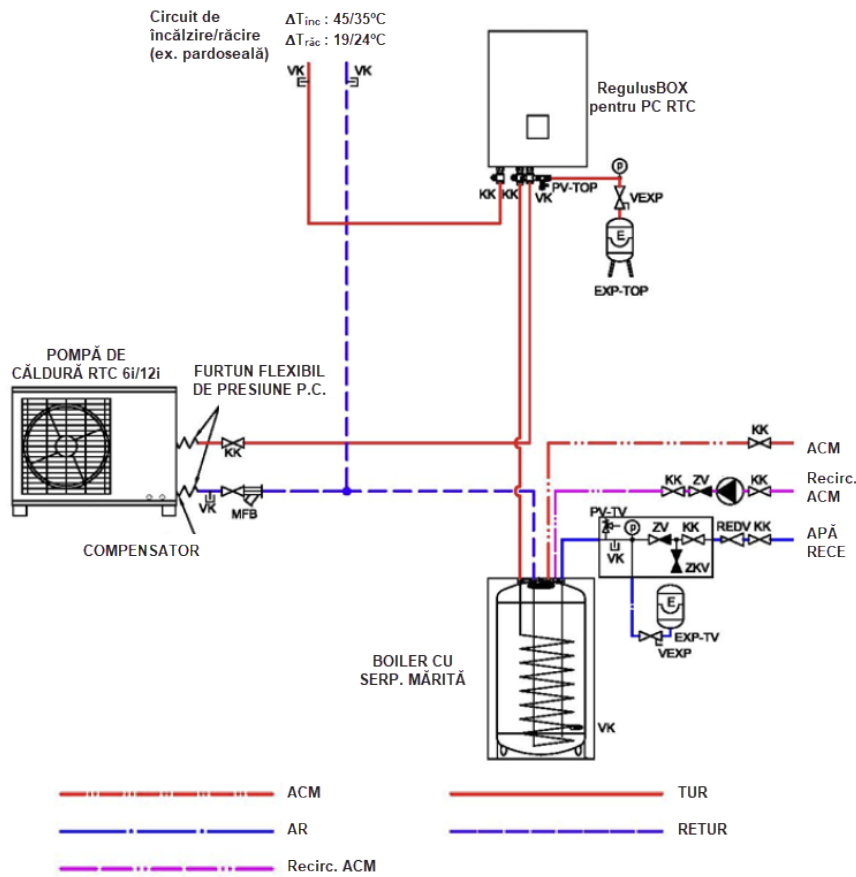 Circuit de
încălzire/răcire
(ex. pardoseală)
ΔTînc : 45/35°C
ΔTrăc : 19/24°C
VK
VK
RegulusBOX
pentru PC RTC
KK
KK
VK
PV-TOP
P
VEXP
E
EXP-TOP
POMPĂ DE
CĂLDURĂ RTC 6i/12i
FURTUN FLEXIBIL
DE PRESIUNE P.C.
KK
VK
MFB
COMPENSATOR
KK
ACM
KK
ZV
KK
Recirc.
ACM
PV-TV
P
VK
ZV
KK
ZKV
REDV
KK
APĂ
RECE
E
EXP-TV
VEXP
BOILER CU
SERP. MĂRITĂ
VK
ACM
TUR
AR
RETUR
Recirc. ACM